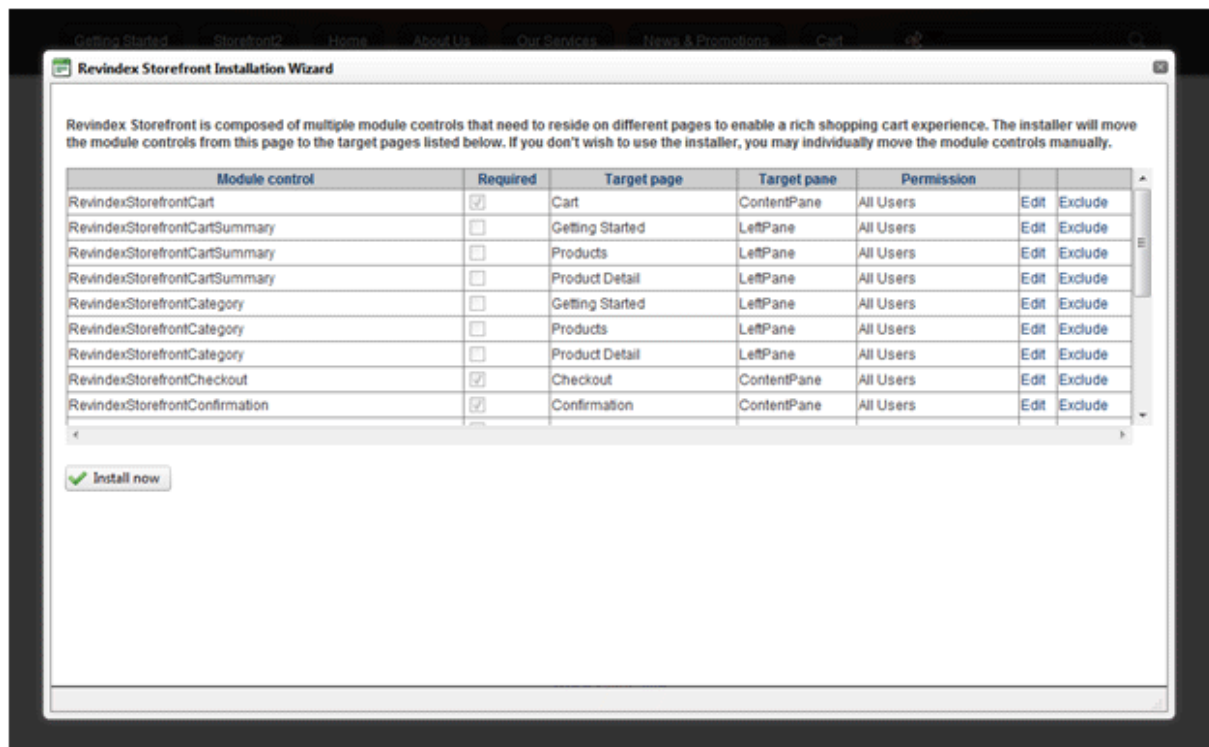 Getting Started Storefront2 Home About Us Our Services News & Promotions Cart
Revindex Storefront Installation Wizard
Revindex Storefront is composed of multiple module controls that need to reside on different pages to enable a rich shopping cart experience. The installer will move
the module controls from this page to the target pages listed below. If you don't wish to use the installer, you may individually move the module controls manually.
Module control Required Target page Target pane Permission
RevindexStorefrontCart Cart ContentPane All Users Edit Exclude
RevindexStorefrontCartSummary Getting Started LeftPane All Users Edit Exclude
RevindexStorefrontCartSummary Products LeftPane All Users Edit Exclude
RevindexStorefrontCartSummary Product Detail LeftPane All Users Edit Exclude
RevindexStorefrontCategory Getting Started LeftPane All Users Edit Exclude
RevindexStorefrontCategory Products LeftPane All Users Edit Exclude
RevindexStorefrontCategory Product Detail LeftPane All Users Edit Exclude
RevindexStorefrontCheckout Checkout ContentPane All Users Edit Exclude
RevindexStorefrontConfirmation Confirmation ContentPane All Users Edit Exclude
Install now